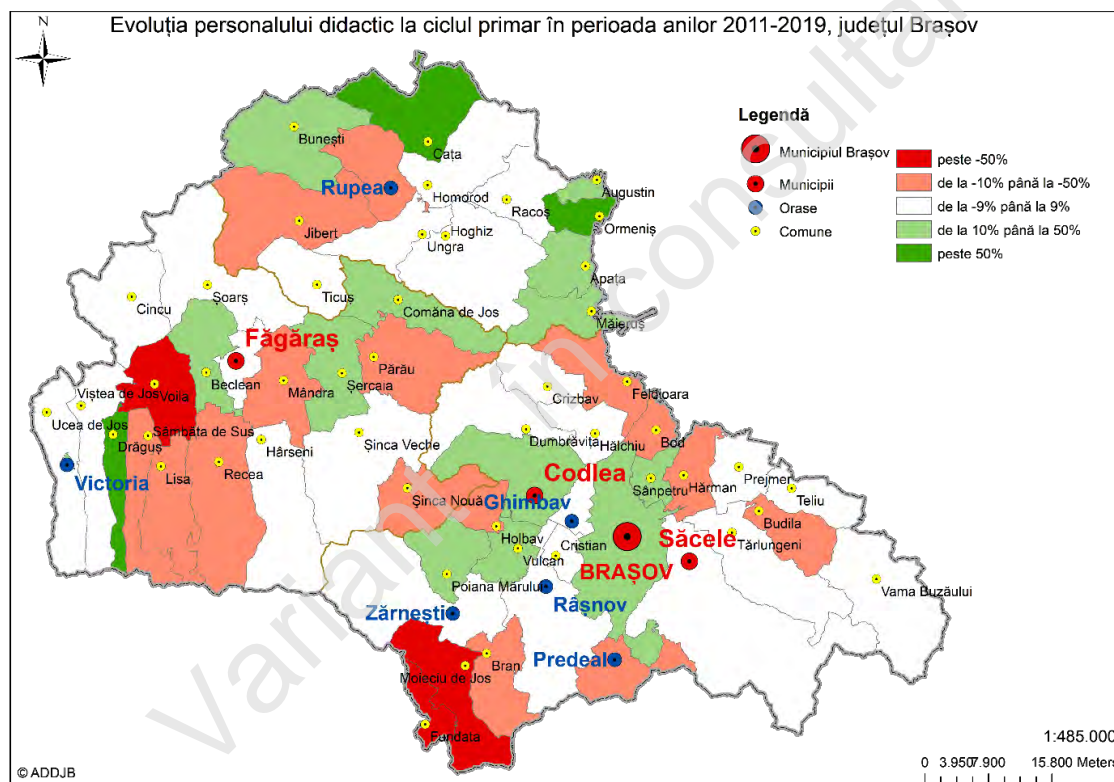 Evoluția personalului didactic la ciclul primar în perioada anilor 2011-2019, județul Brașov
N
Legendă
Municipiul Brașov
Municipii
Orase
Comune
peste -50%
de la -10% până la -50%
de la -9% până la 9%
de la 10% până la 50%
peste 50%
Bunești
Cața
Rupea
Homorod
Augustin
Racoș
Ormeniș
Jibert
Ungra
Hoghiz
Apața
Cincu
Șoarș
Ticuș
Comăna de Jos
Măieruș
Făgăraș
Părău
Viștea de Jos
Voila
Beclean
Mândra
Șercaia
Crizbav
Feldioara
Ucea de Jos
Drăguș
Sâmbăta de Sus
Hârseni
Șinca Veche
Dumbrăvița
Hălchiu
Bod
Victoria
Lisa
Recea
Codlea
Sânpetru
Hărman
Prejmer
Teliu
Șinca Nouă
Ghimbav
Budila
Holbav
Vulcan
Cristian
Săcele
Tărlungeni
BRAȘOV
Poiana Mărului
Vama Buzăului
Zărnești
Râșnov
Bran
Predeal
Moieciu de Jos
Fundata
1:485.000
0 3.950 7.900 15.800 Meters
© ADDJB
Variantă în consultare